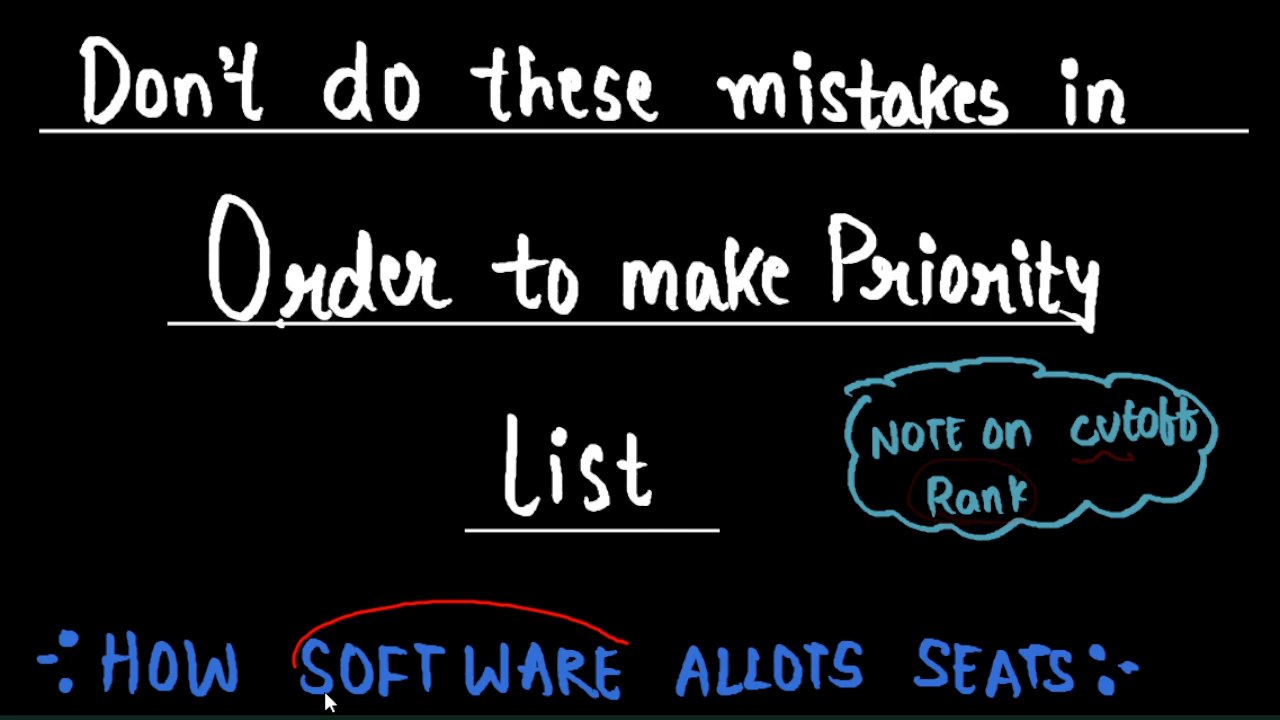 Don't do these mistakes in
Order to make Priority
List
NOTE ON cutoff
Rank
-: HOW SOFTWARE ALLOTS SEATS :-